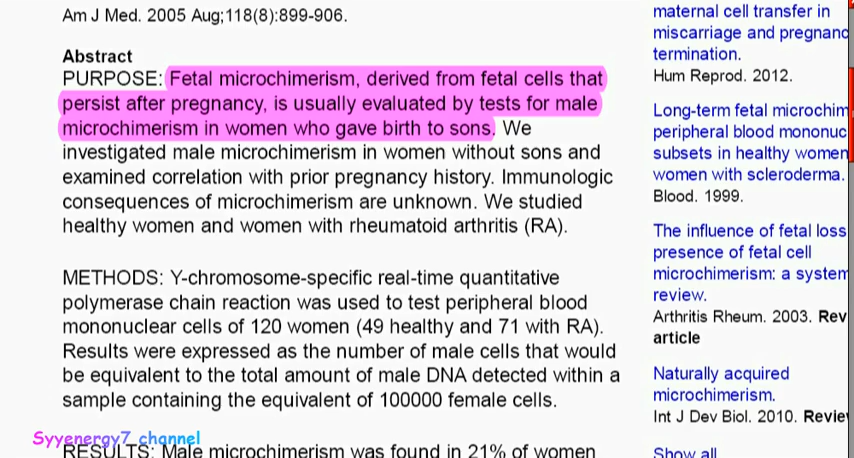 Am J Med. 2005 Aug;118(8):899-906.
Abstract
PURPOSE: Fetal microchimerism, derived from fetal cells that
persist after pregnancy, is usually evaluated by tests for male
microchimerism in women who gave birth to sons. We
investigated male microchimerism in women without sons and
examined correlation with prior pregnancy history. Immunologic
consequences of microchimerism are unknown. We studied
healthy women and women with rheumatoid arthritis (RA).
METHODS: Y-chromosome-specific real-time quantitative
polymerase chain reaction was used to test peripheral blood
mononuclear cells of 120 women (49 healthy and 71 with RA).
Results were expressed as the number of male cells that would
be equivalent to the total amount of male DNA detected within a
sample containing the equivalent of 100000 female cells.
Syyenergy7 channel
RESULTS: Male microchimerism was found in 21% of women
maternal cell transfer in
miscarriage and pregnanc
termination.
Hum Reprod. 2012.
Long-term fetal microchim
peripheral blood mononuc
subsets in healthy women
women with scleroderma.
Blood. 1999.
The influence of fetal loss
presence of fetal cell
microchimerism: a system
review.
Arthritis Rheum. 2003. Rev
article
Naturally acquired
microchimerism.
Int J Dev Biol. 2010. Revie
Show all